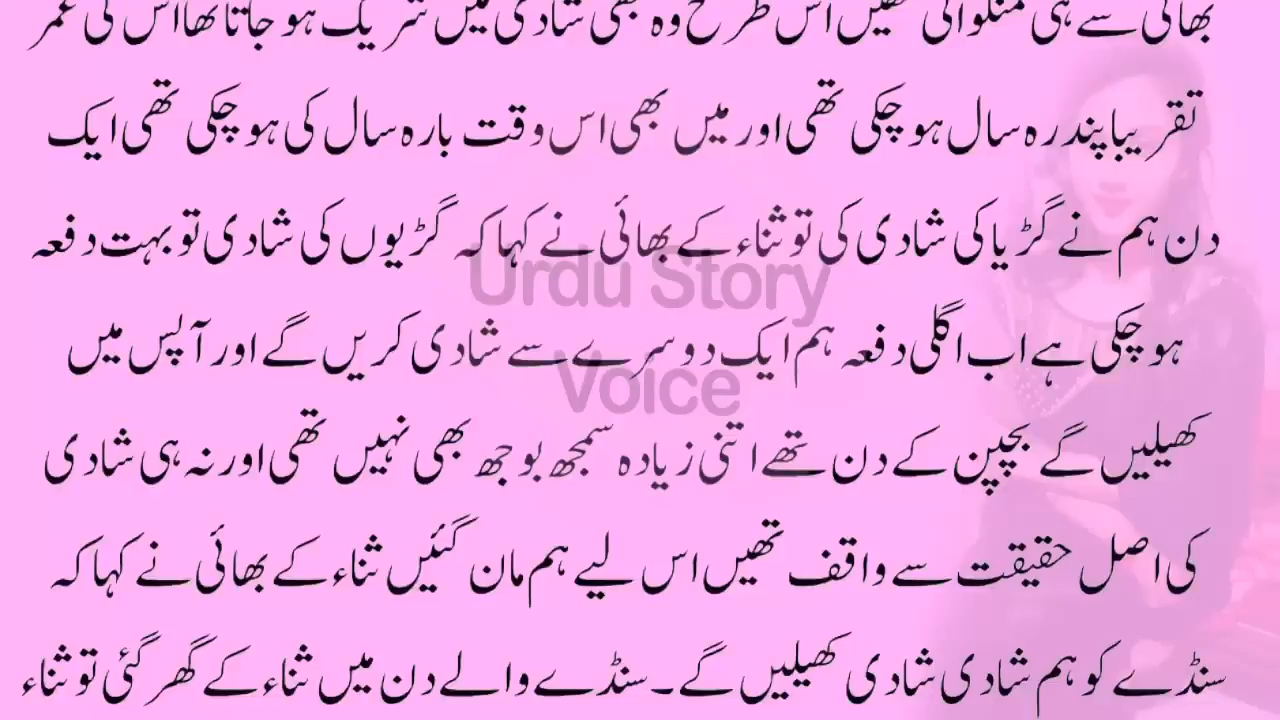 بھائی سے ہی منگواتی تھیں اس طرح وہ بھی شادی میں شریک ہو جاتا تھا اس کی عمر
تقریبا پندرہ سال ہو چکی تھی اور میں بھی اس وقت بارہ سال کی ہو چکی تھی ایک
دن ہم نے گڑیا کی شادی کی تو ثناء کے بھائی نے کہا کہ گڑیوں کی شادی تو بہت دفعہ
ہو چکی ہے اب اگلی دفعہ ہم ایک دوسرے سے شادی کریں گے اور آپس میں
کھیلیں گے بچپن کے دن تھے اتنی زیادہ سمجھ بوجھ بھی نہیں تھی اور نہ ہی شادی
کی اصل حقیقت سے واقف تھیں اس لیے ہم مان گئیں ثناء کے بھائی نے کہا کہ
سنڈے کو ہم شادی شادی کھیلیں گے۔ سنڈے والے دن میں ثناء کے گھر گئی تو ثناء
Urdu Story
Voice